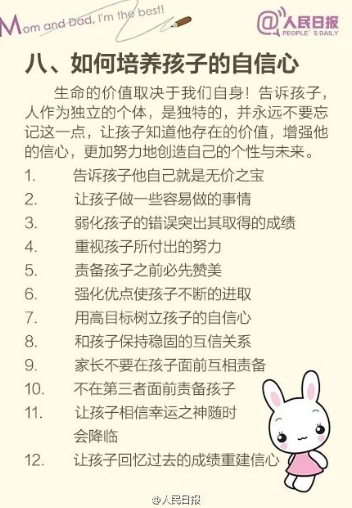 Mom and Dad, I'm the best!
@人民日报
PEOPLE'S DAILY
八、如何培养孩子的自信心
生命的价值取决于我们自身！告诉孩子，
人作为独立的个体，是独特的，并永远不要忘
记这一点，让孩子知道他存在的价值，增强他
的信心，更加努力地创造自己的个性与未来。
1. 告诉孩子他自己就是无价之宝
2. 让孩子做一些容易做的事情
3. 弱化孩子的错误突出其取得的成绩
4. 重视孩子所付出的努力
5. 责备孩子之前必先赞美
6. 强化优点使孩子不断的进取
7. 用高目标树立孩子的自信心
8. 和孩子保持稳固的互信关系
9. 家长不要在孩子面前互相责备
10. 不在第三者面前责备孩子
11. 让孩子相信幸运之神随时
会降临
12. 让孩子回忆过去的成绩重建信心
@人民日报